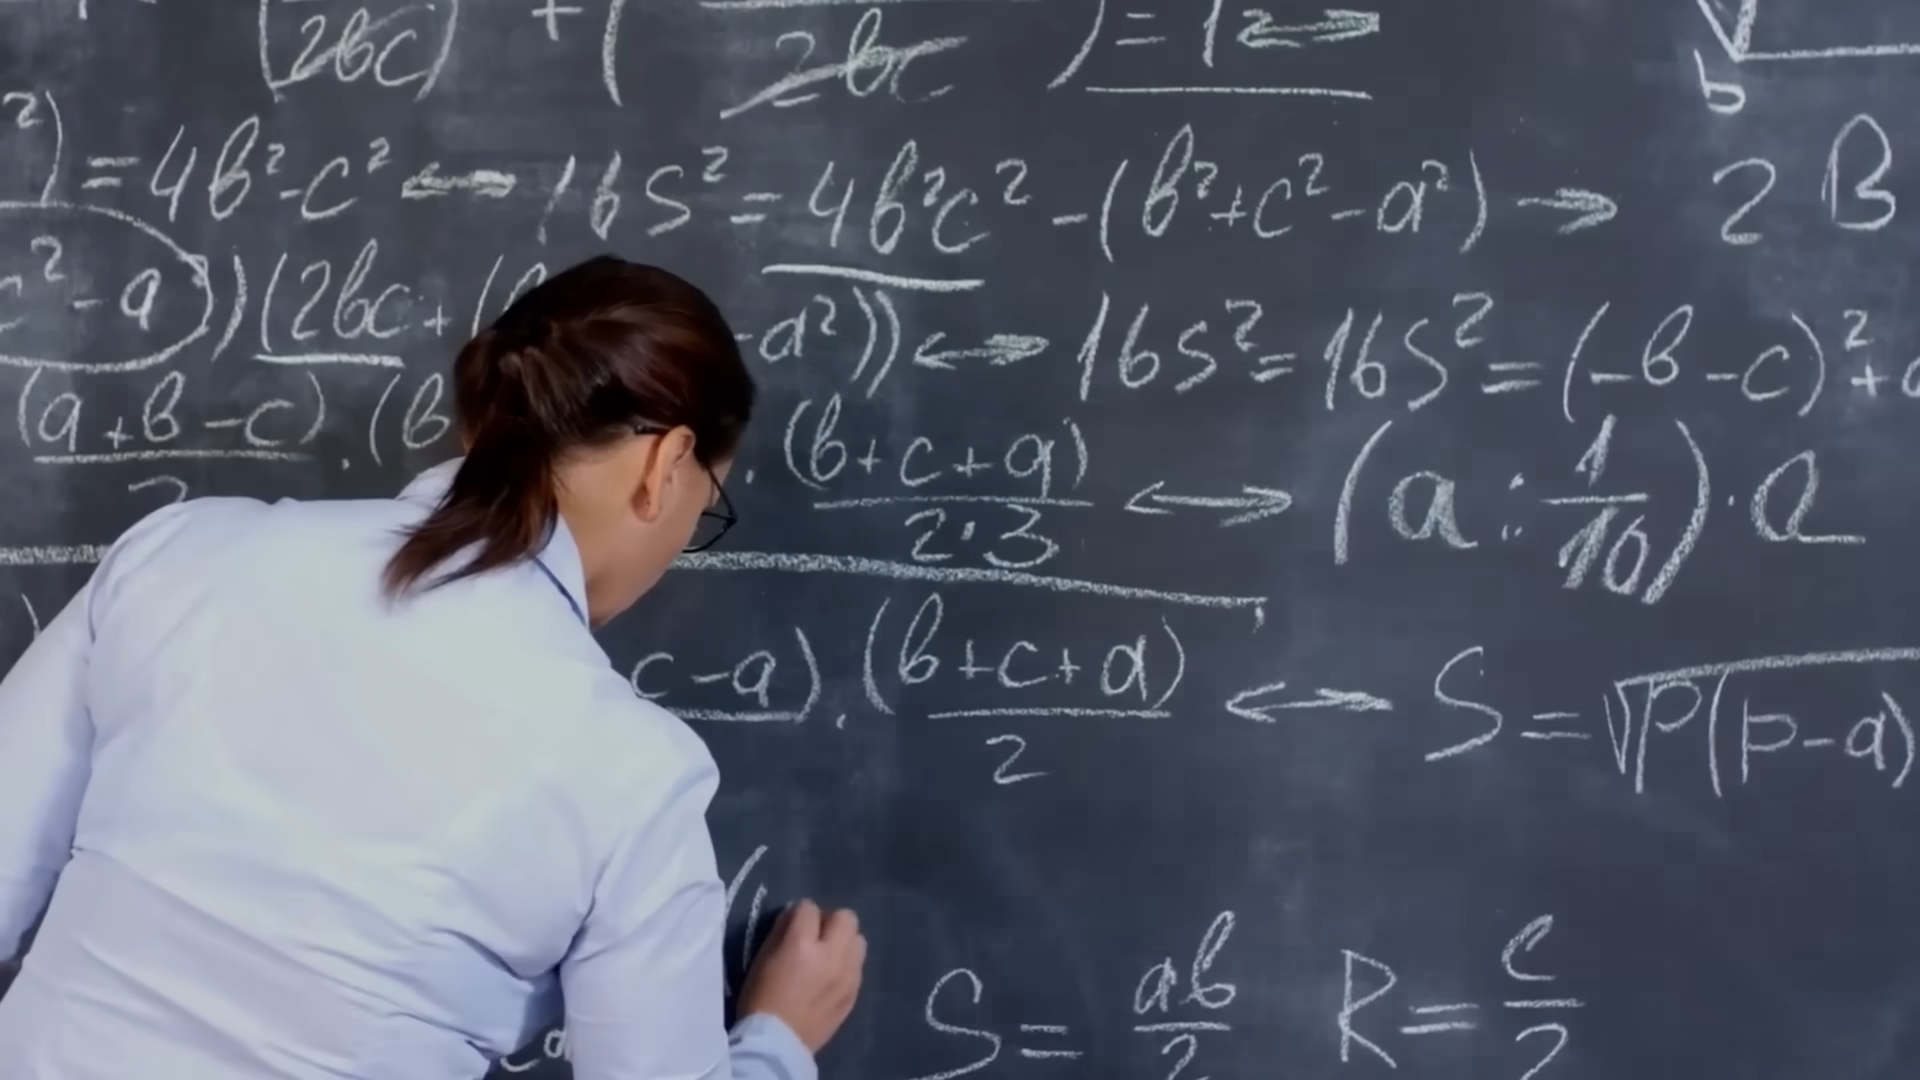 2bc) + ( 2bc ) = 1 ↔
b
²) = 4b²-c² ↔ 16S² = 4b²c² -(b²+c²-a²) → 2 B
c²-a))(2bc+( -a²)) ↔ 16S²= 16S² = (-b-c)²+
(a+b-c) · (b · (b+c+a)/2·3 ↔ (a : 1/10) · a
c-a) · (b+c+a)/2 ↔ S = √p(p-a)
(
S = ab/2 R = c/2